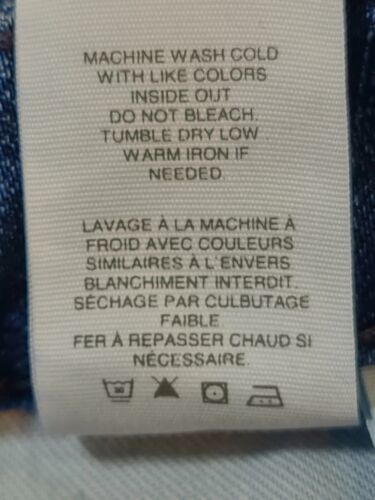 MACHINE WASH COLD
WITH LIKE COLORS
INSIDE OUT
DO NOT BLEACH.
TUMBLE DRY LOW
WARM IRON IF
NEEDED.
LAVAGE À LA MACHINE À
FROID AVEC COULEURS
SIMILAIRES À L'ENVERS
BLANCHIMENT INTERDIT.
SÉCHAGE PAR CULBUTAGE
FAIBLE.
FER À REPASSER CHAUD SI
NÉCESSAIRE.